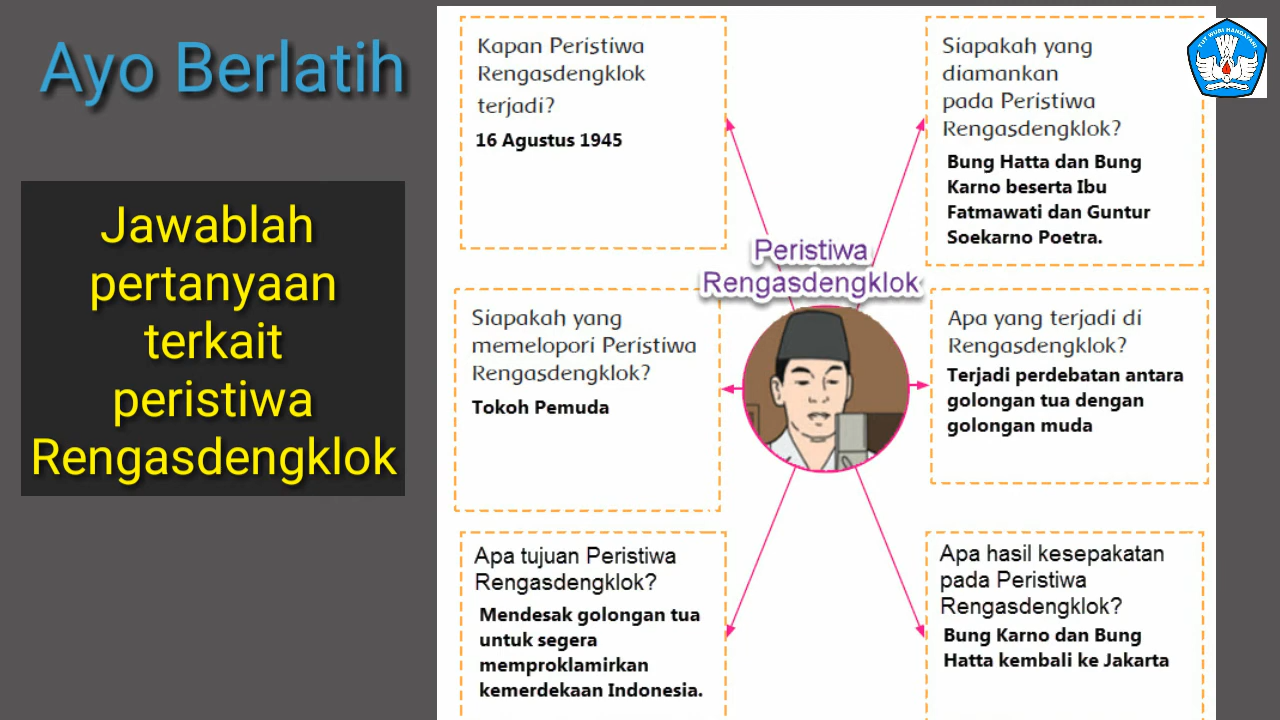 Ayo Berlatih
Jawablah
pertanyaan
terkait
peristiwa
Rengasdengklok
Kapan Peristiwa
Rengasdengklok
terjadi?
16 Agustus 1945
Siapakah yang
diamankan
pada Peristiwa
Rengasdengklok?
Bung Hatta dan Bung
Karno beserta Ibu
Fatmawati dan Guntur
Soekarno Poetra.
TUT WURI HANDAYANI
Peristiwa
Rengasdengklok
Siapakah yang
memelopori Peristiwa
Rengasdengklok?
Tokoh Pemuda
Apa yang terjadi di
Rengasdengklok?
Terjadi perdebatan antara
golongan tua dengan
golongan muda
Apa tujuan Peristiwa
Rengasdengklok?
Mendesak golongan tua
untuk segera
memproklamirkan
kemerdekaan Indonesia.
Apa hasil kesepakatan
pada Peristiwa
Rengasdengklok?
Bung Karno dan Bung
Hatta kembali ke Jakarta